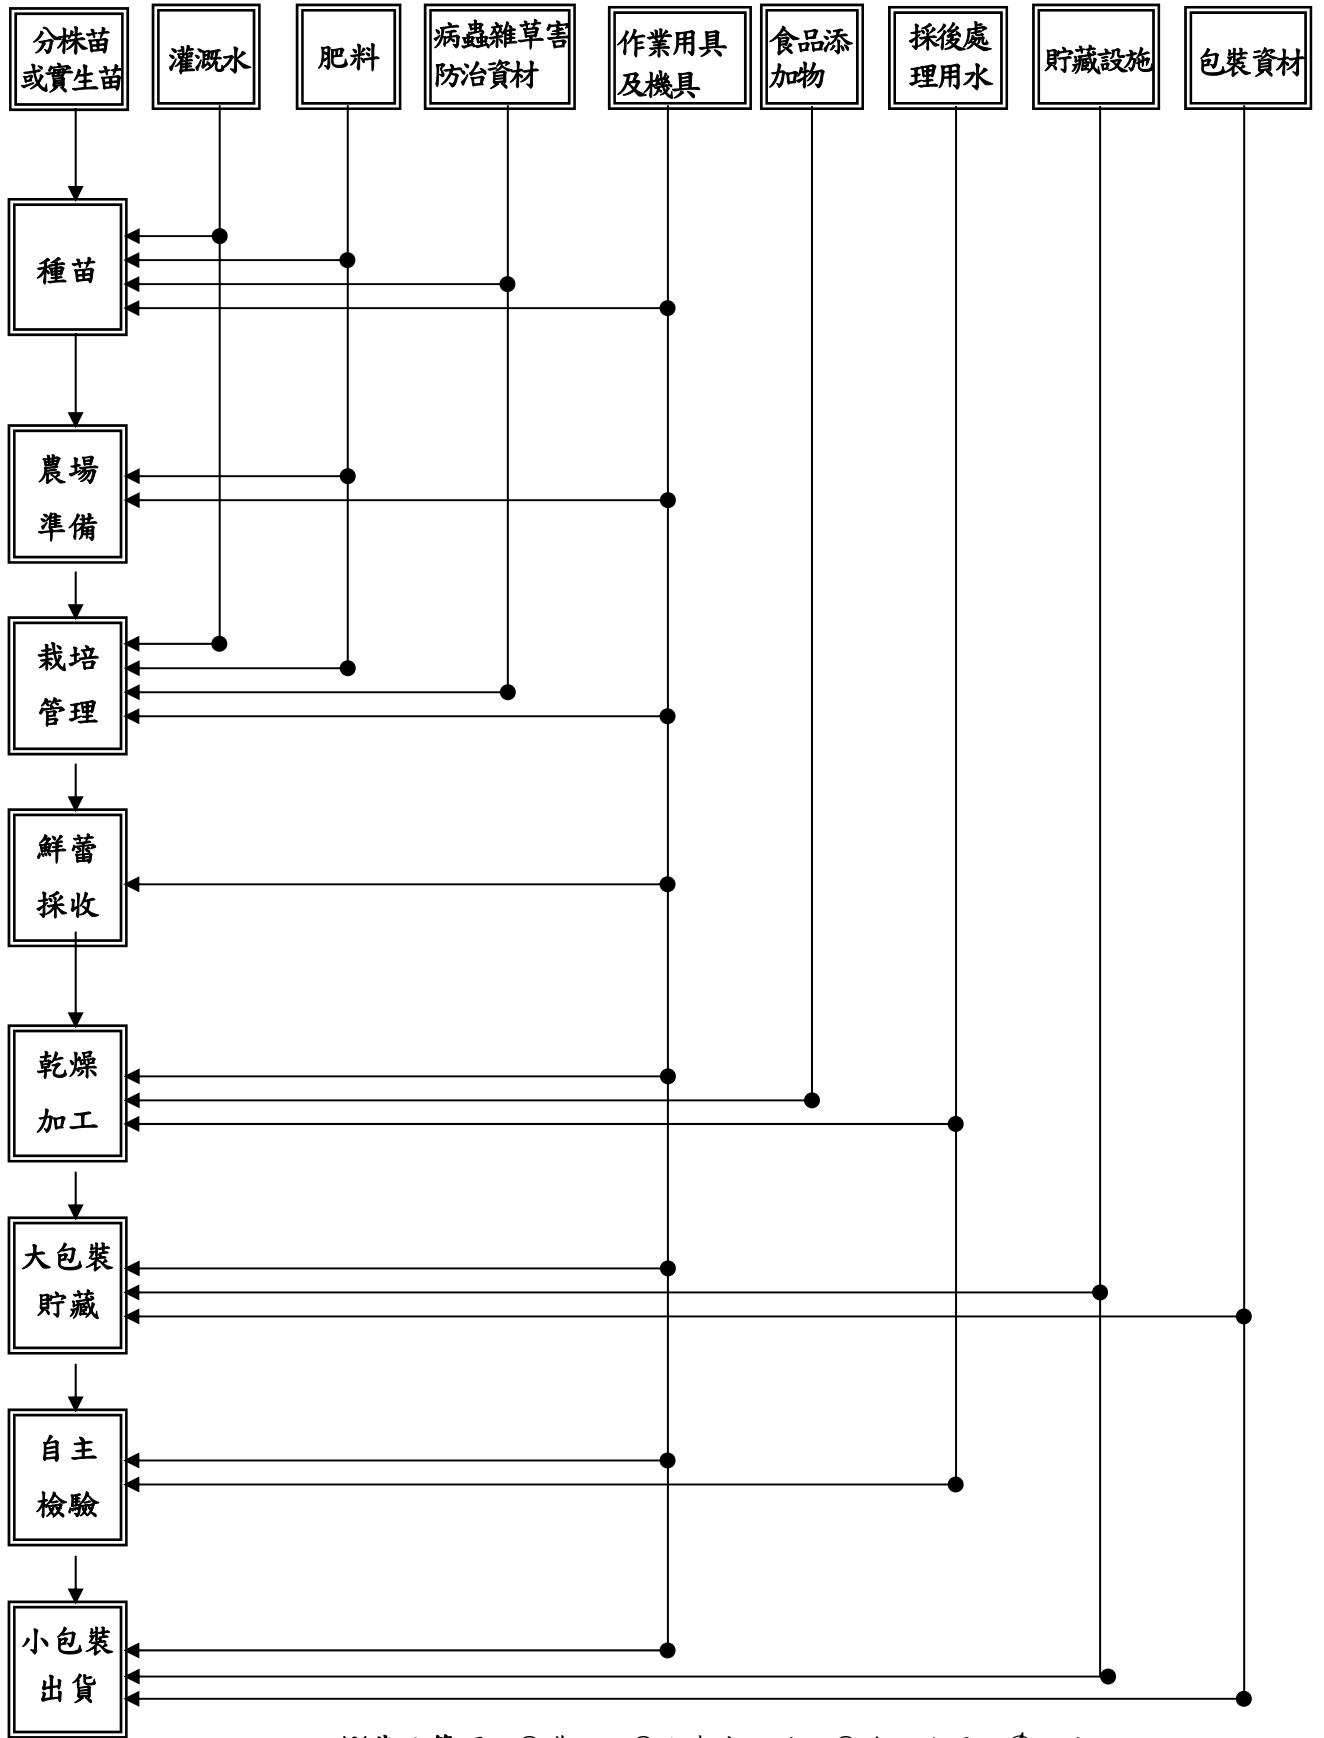 分株苗
或實生苗
灌溉水
肥料
病蟲雜草害
防治資材
作業用具
及機具
食品添
加物
採後處
理用水
貯藏設施
包裝資材
種苗
農場
準備
栽培
管理
鮮蕾
採收
乾燥
加工
大包裝
貯藏
自主
檢驗
小包裝
出貨